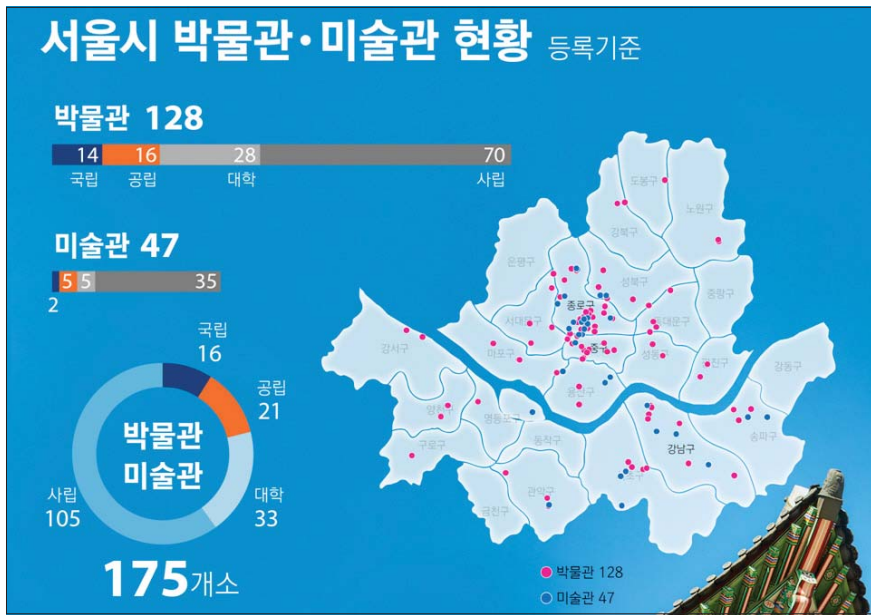 서울시 박물관·미술관 현황 등록기준
박물관 128
14 16 28 70
국립 공립 대학 사립
미술관 47
5 5 35
2
국립
16
공립
21
박물관
미술관
사립
105
대학
33
175개소
도봉구
노원구
강북구
은평구
성북구
중랑구
종로구
서대문구
동대문구
강서구
마포구
중구
성동구
광진구
강동구
용산구
양천구
영등포구
송파구
구로구
동작구
강남구
서초구
관악구
금천구
박물관 128
미술관 47